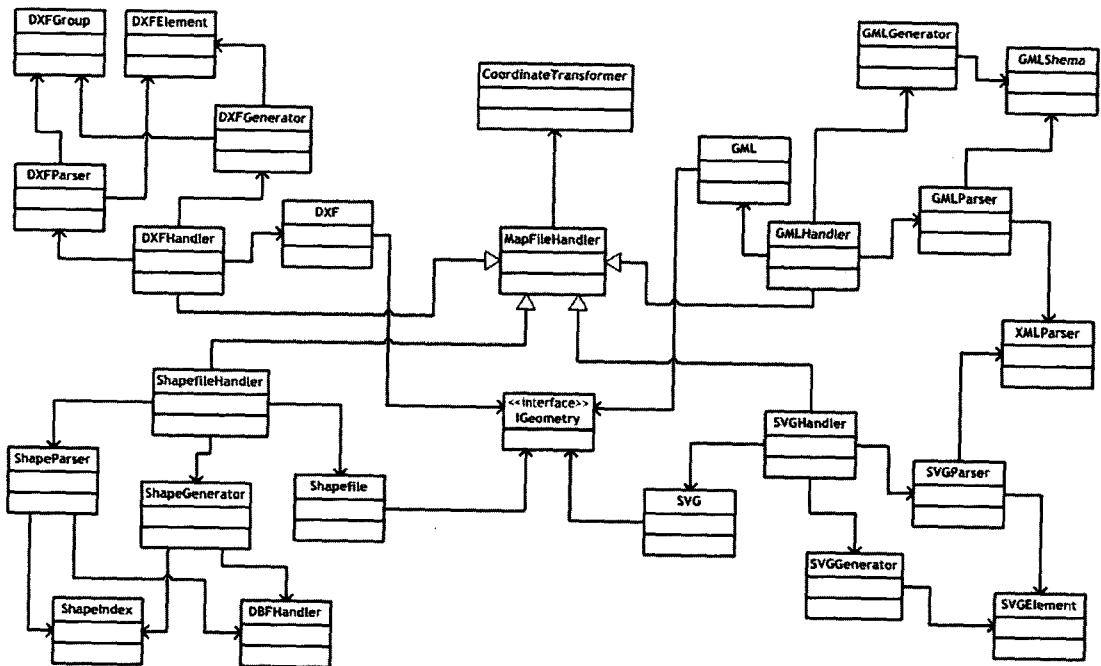 DXFGroup
DXFElement
GMLGenerator
GMLShema
CoordinateTransformer
DXFGenerator
GML
DXFParser
GMLParser
DXF
DXFHandler
MapFileHandler
GMLHandler
XMLParser
ShapefileHandler
<<interface>>
IGeometry
SVGHandler
ShapeParser
SVGParser
ShapeGenerator
Shapefile
SVG
SVGGenerator
ShapeIndex
DBFHandler
SVGElement